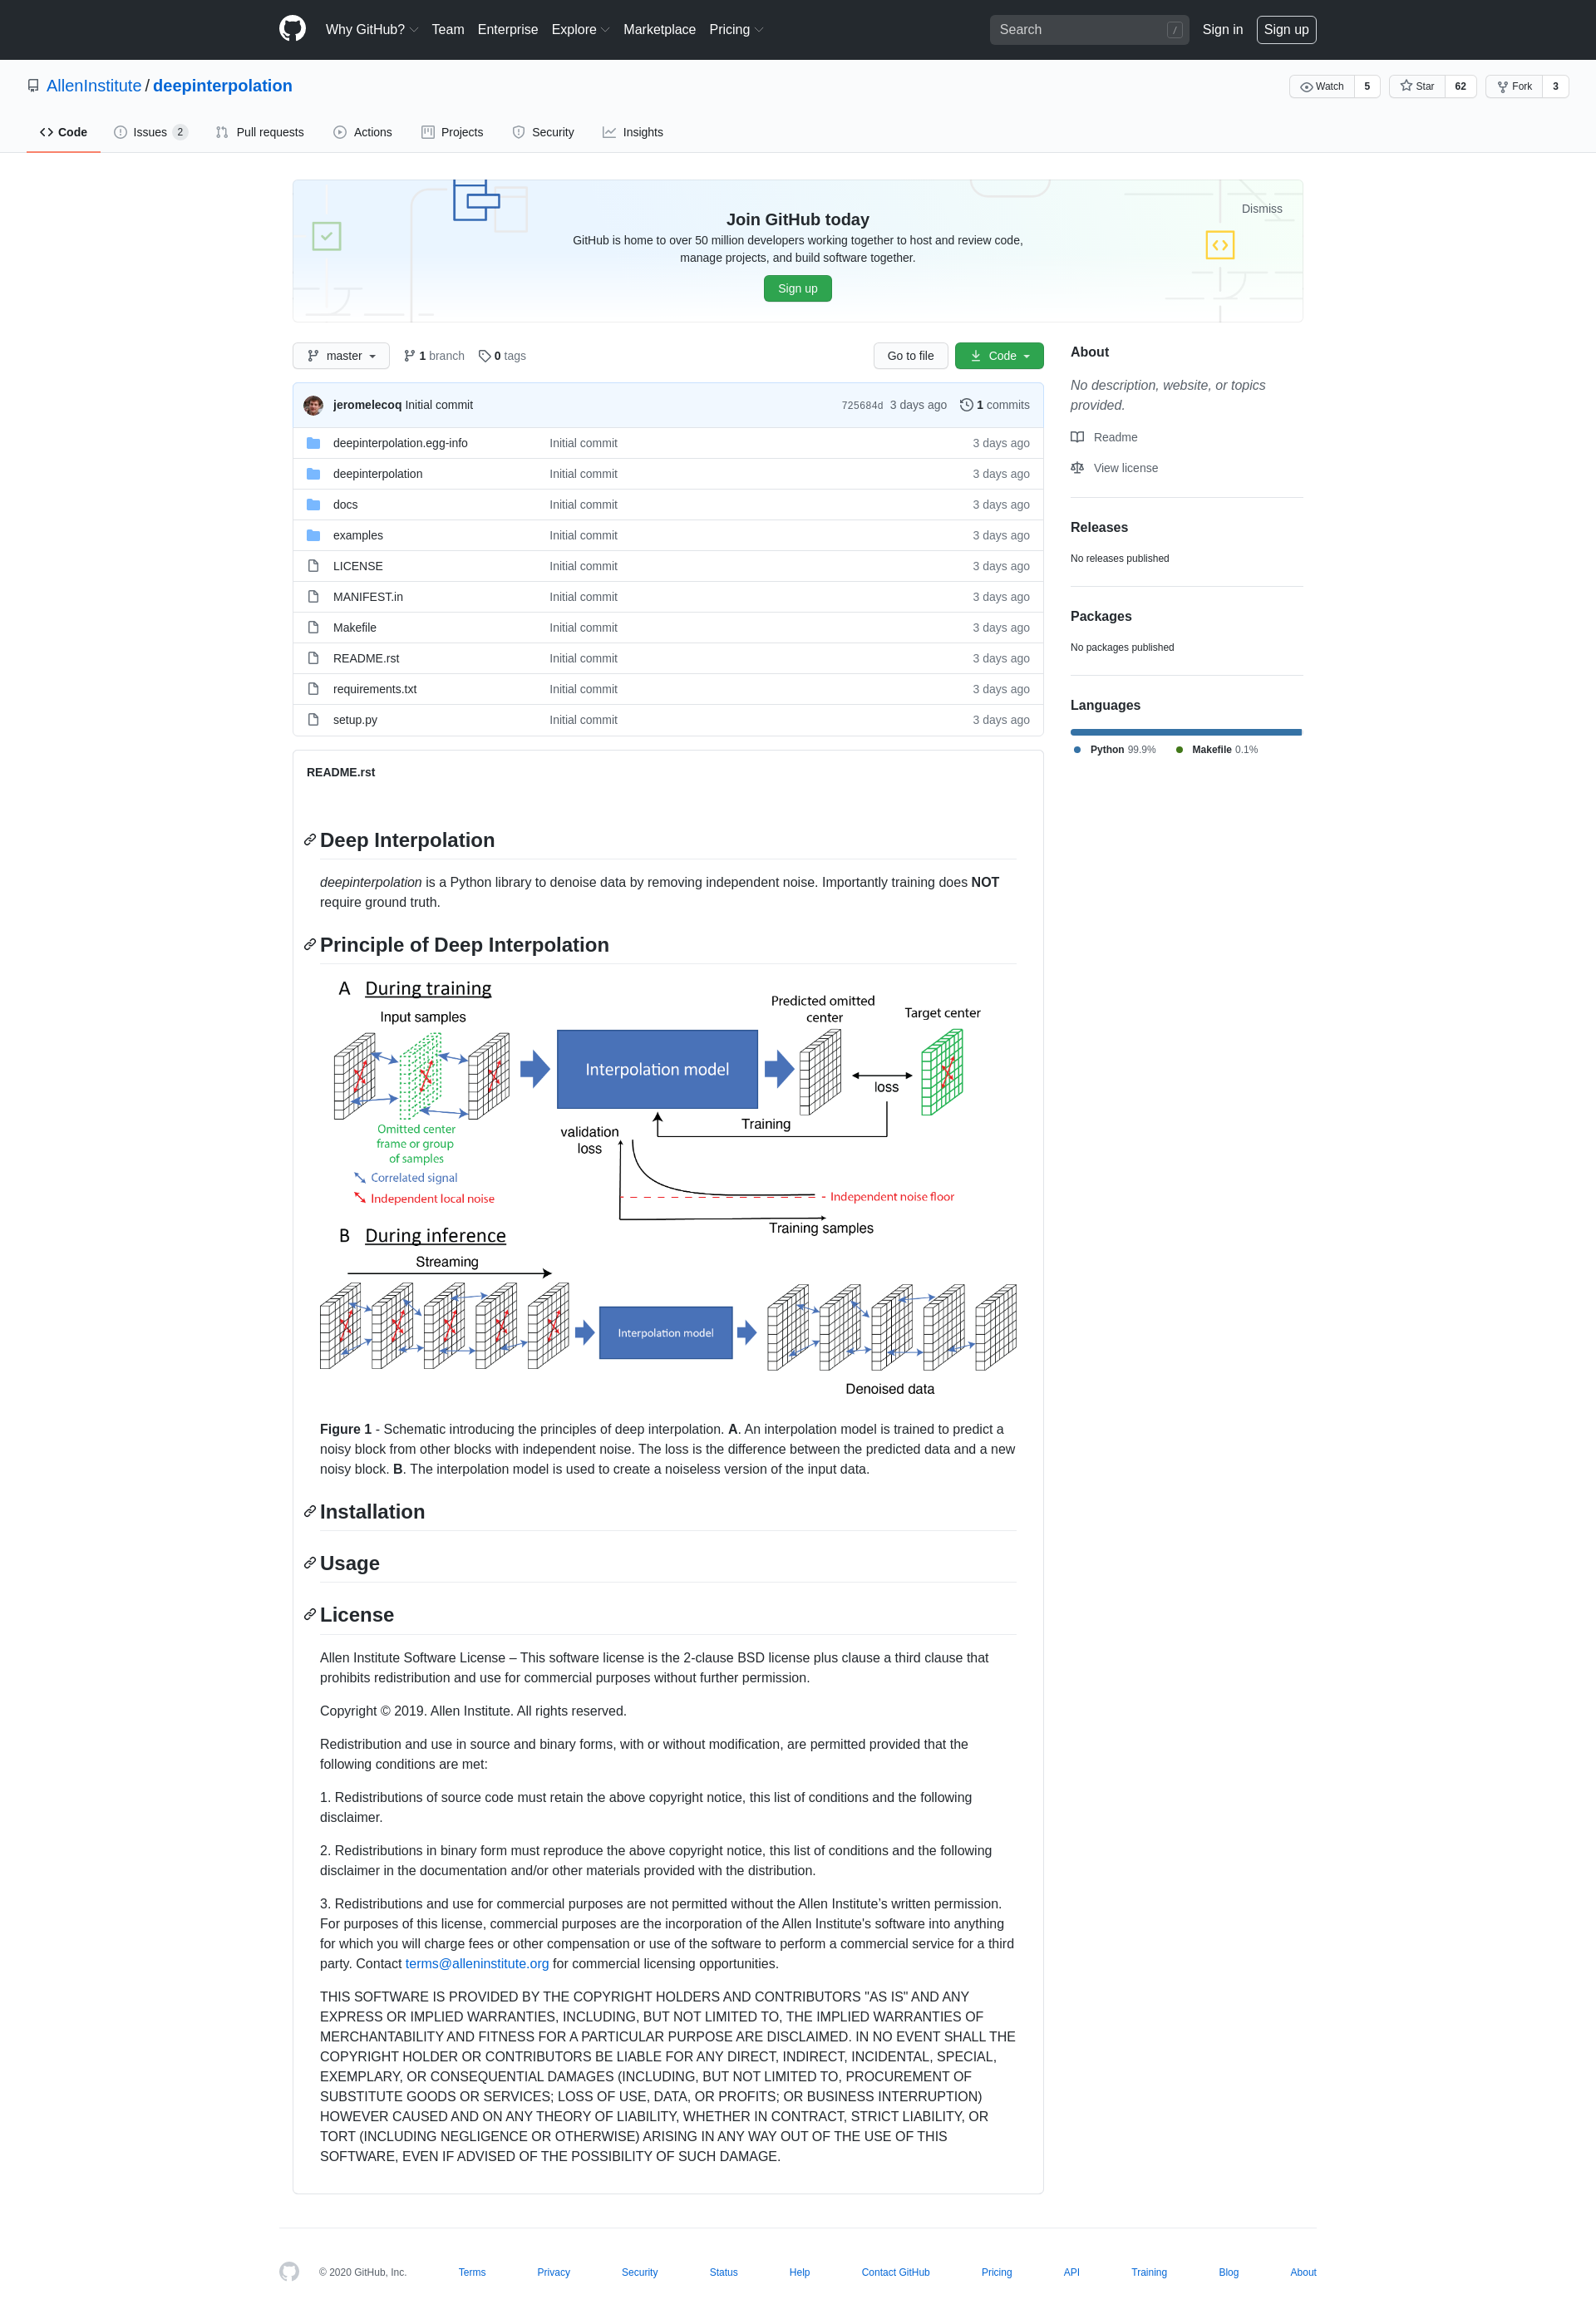 Why GitHub? Team Enterprise Explore Marketplace Pricing Search / Sign in Sign up
AllenInstitute / deepinterpolation Watch 5 Star 62 Fork 3
Code Issues 2 Pull requests Actions Projects Security Insights
Dismiss
Join GitHub today
GitHub is home to over 50 million developers working together to host and review code,
manage projects, and build software together.
Sign up
master 1 branch 0 tags Go to file Code
jeromelecoq Initial commit 725684d 3 days ago 1 commits
deepinterpolation.egg-info Initial commit 3 days ago
deepinterpolation Initial commit 3 days ago
docs Initial commit 3 days ago
examples Initial commit 3 days ago
LICENSE Initial commit 3 days ago
MANIFEST.in Initial commit 3 days ago
Makefile Initial commit 3 days ago
README.rst Initial commit 3 days ago
requirements.txt Initial commit 3 days ago
setup.py Initial commit 3 days ago
About
No description, website, or topics
provided.
Readme
View license
Releases
No releases published
Packages
No packages published
Languages
Python 99.9% Makefile 0.1%
README.rst
Deep Interpolation
deepinterpolation is a Python library to denoise data by removing independent noise. Importantly training does NOT
require ground truth.
Principle of Deep Interpolation
A During training
Input samples
Interpolation model
Predicted omitted
center
Target center
loss
Training
Omitted center
frame or group
of samples
Correlated signal
Independent local noise
validation
loss
Independent noise floor
Training samples
B During inference
Streaming
Interpolation model
Denoised data
Figure 1 - Schematic introducing the principles of deep interpolation. A. An interpolation model is trained to predict a
noisy block from other blocks with independent noise. The loss is the difference between the predicted data and a new
noisy block. B. The interpolation model is used to create a noiseless version of the input data.
Installation
Usage
License
Allen Institute Software License – This software license is the 2-clause BSD license plus clause a third clause that
prohibits redistribution and use for commercial purposes without further permission.
Copyright © 2019. Allen Institute. All rights reserved.
Redistribution and use in source and binary forms, with or without modification, are permitted provided that the
following conditions are met:
1. Redistributions of source code must retain the above copyright notice, this list of conditions and the following
disclaimer.
2. Redistributions in binary form must reproduce the above copyright notice, this list of conditions and the following
disclaimer in the documentation and/or other materials provided with the distribution.
3. Redistributions and use for commercial purposes are not permitted without the Allen Institute’s written permission.
For purposes of this license, commercial purposes are the incorporation of the Allen Institute's software into anything
for which you will charge fees or other compensation or use of the software to perform a commercial service for a third
party. Contact terms@alleninstitute.org for commercial licensing opportunities.
THIS SOFTWARE IS PROVIDED BY THE COPYRIGHT HOLDERS AND CONTRIBUTORS "AS IS" AND ANY
EXPRESS OR IMPLIED WARRANTIES, INCLUDING, BUT NOT LIMITED TO, THE IMPLIED WARRANTIES OF
MERCHANTABILITY AND FITNESS FOR A PARTICULAR PURPOSE ARE DISCLAIMED. IN NO EVENT SHALL THE
COPYRIGHT HOLDER OR CONTRIBUTORS BE LIABLE FOR ANY DIRECT, INDIRECT, INCIDENTAL, SPECIAL,
EXEMPLARY, OR CONSEQUENTIAL DAMAGES (INCLUDING, BUT NOT LIMITED TO, PROCUREMENT OF
SUBSTITUTE GOODS OR SERVICES; LOSS OF USE, DATA, OR PROFITS; OR BUSINESS INTERRUPTION)
HOWEVER CAUSED AND ON ANY THEORY OF LIABILITY, WHETHER IN CONTRACT, STRICT LIABILITY, OR
TORT (INCLUDING NEGLIGENCE OR OTHERWISE) ARISING IN ANY WAY OUT OF THE USE OF THIS
SOFTWARE, EVEN IF ADVISED OF THE POSSIBILITY OF SUCH DAMAGE.
© 2020 GitHub, Inc. Terms Privacy Security Status Help Contact GitHub Pricing API Training Blog About